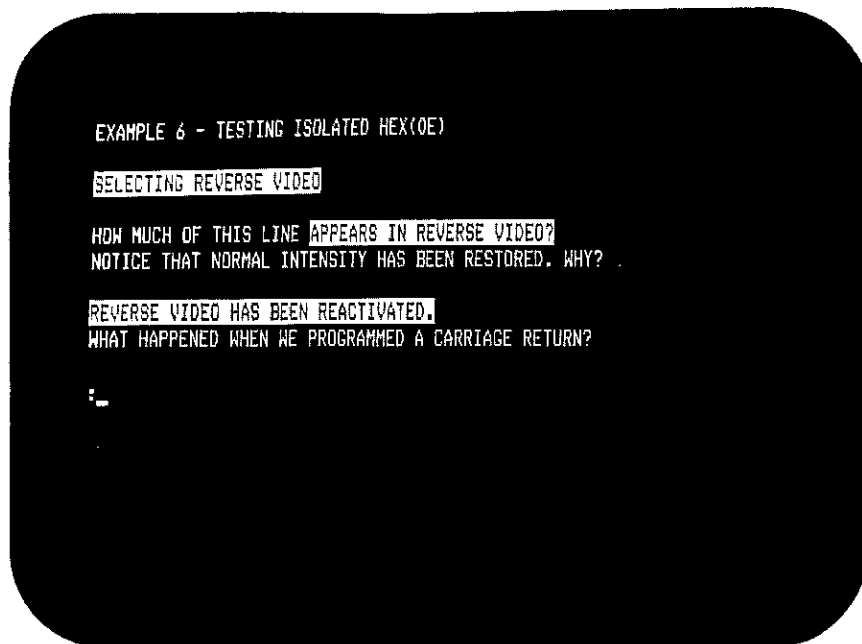 EXAMPLE 6 - TESTING ISOLATED HEX(0E)
SELECTING REVERSE VIDEO
HOW MUCH OF THIS LINE APPEARS IN REVERSE VIDEO?
NOTICE THAT NORMAL INTENSITY HAS BEEN RESTORED. WHY?
REVERSE VIDEO HAS BEEN REACTIVATED.
WHAT HAPPENED WHEN WE PROGRAMMED A CARRIAGE RETURN?
:_